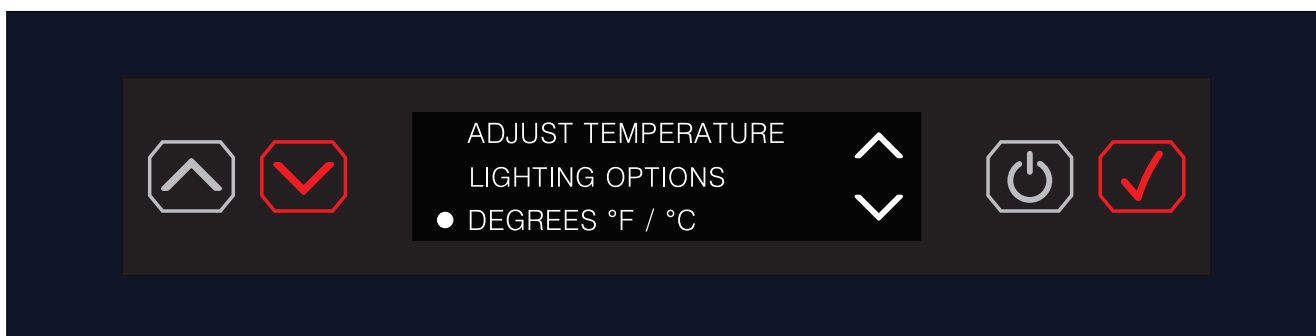 ADJUST TEMPERATURE
LIGHTING OPTIONS
DEGREES °F / °C